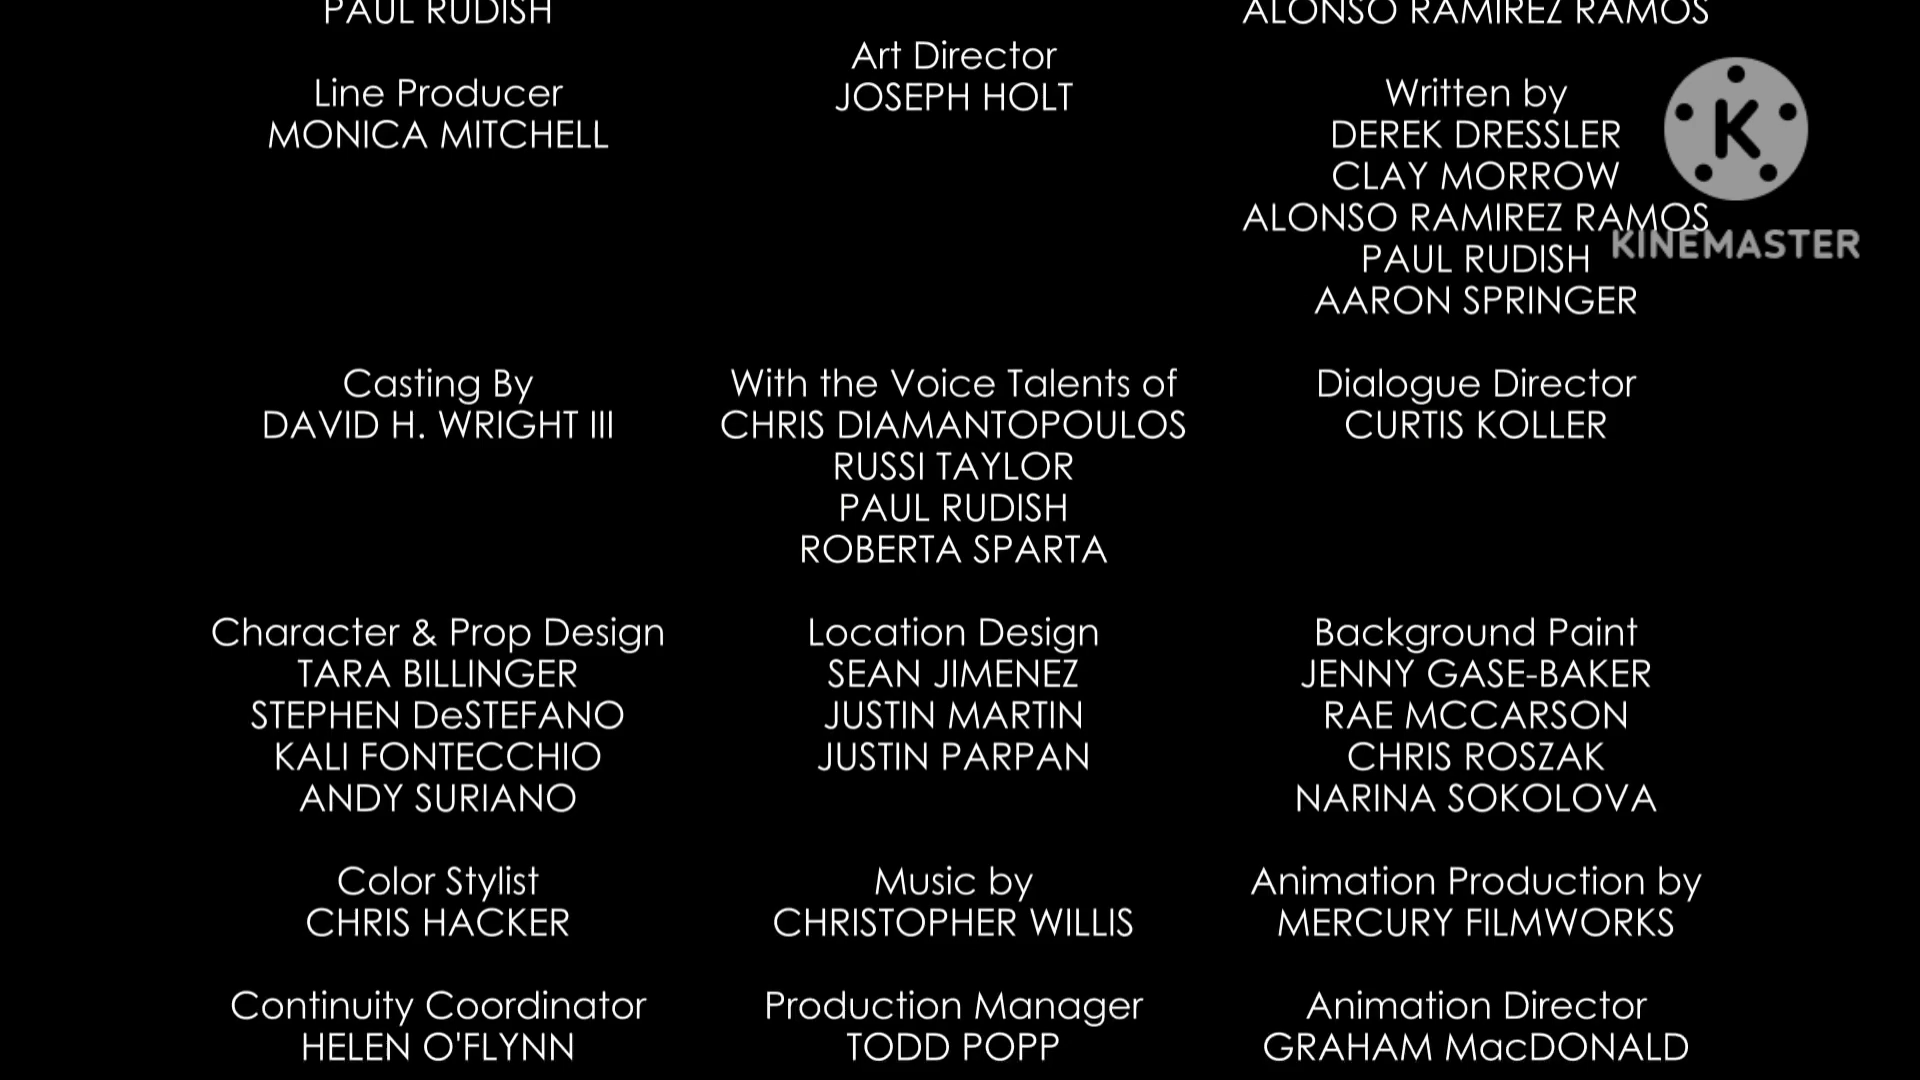 PAUL RUDISH
Line Producer
MONICA MITCHELL
Art Director
JOSEPH HOLT
ALONSO RAMIREZ RAMOS
Written by
DEREK DRESSLER
CLAY MORROW
ALONSO RAMIREZ RAMOS
PAUL RUDISH
AARON SPRINGER
K
KINEMASTER
Casting By
DAVID H. WRIGHT III
With the Voice Talents of
CHRIS DIAMANTOPOULOS
RUSSI TAYLOR
PAUL RUDISH
ROBERTA SPARTA
Dialogue Director
CURTIS KOLLER
Character & Prop Design
TARA BILLINGER
STEPHEN DeSTEFANO
KALI FONTECCHIO
ANDY SURIANO
Location Design
SEAN JIMENEZ
JUSTIN MARTIN
JUSTIN PARPAN
Background Paint
JENNY GASE-BAKER
RAE MCCARSON
CHRIS ROSZAK
NARINA SOKOLOVA
Color Stylist
CHRIS HACKER
Music by
CHRISTOPHER WILLIS
Animation Production by
MERCURY FILMWORKS
Continuity Coordinator
HELEN O'FLYNN
Production Manager
TODD POPP
Animation Director
GRAHAM MacDONALD